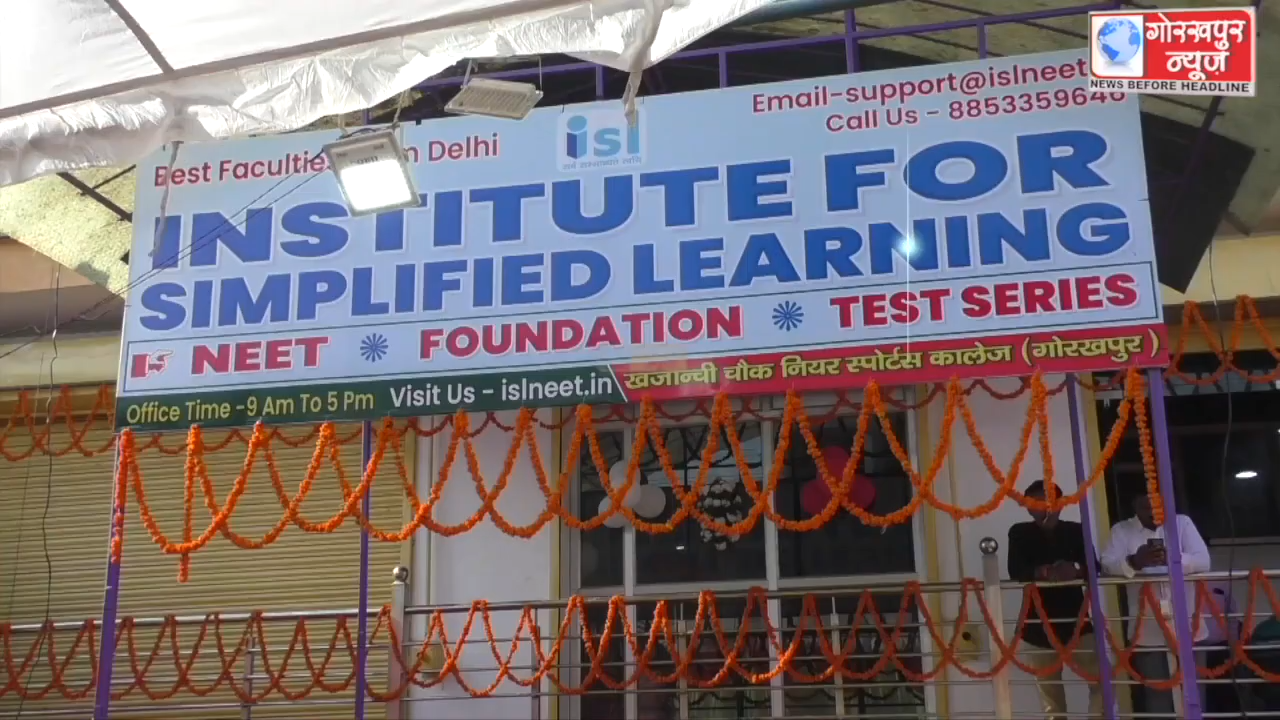 गोरखपुर
न्यूज़
NEWS BEFORE HEADLINE
Email-support@islneet
Call Us - 8853359646
Best Faculties Delhi
isl
INSTITUTE FOR
SIMPLIFIED LEARNING
NEET FOUNDATION TEST SERIES
Office Time -9 Am To 5 Pm Visit Us - islneet.in खजान्ची चौक नियर स्पोर्टस कालेज (गोरखपुर)